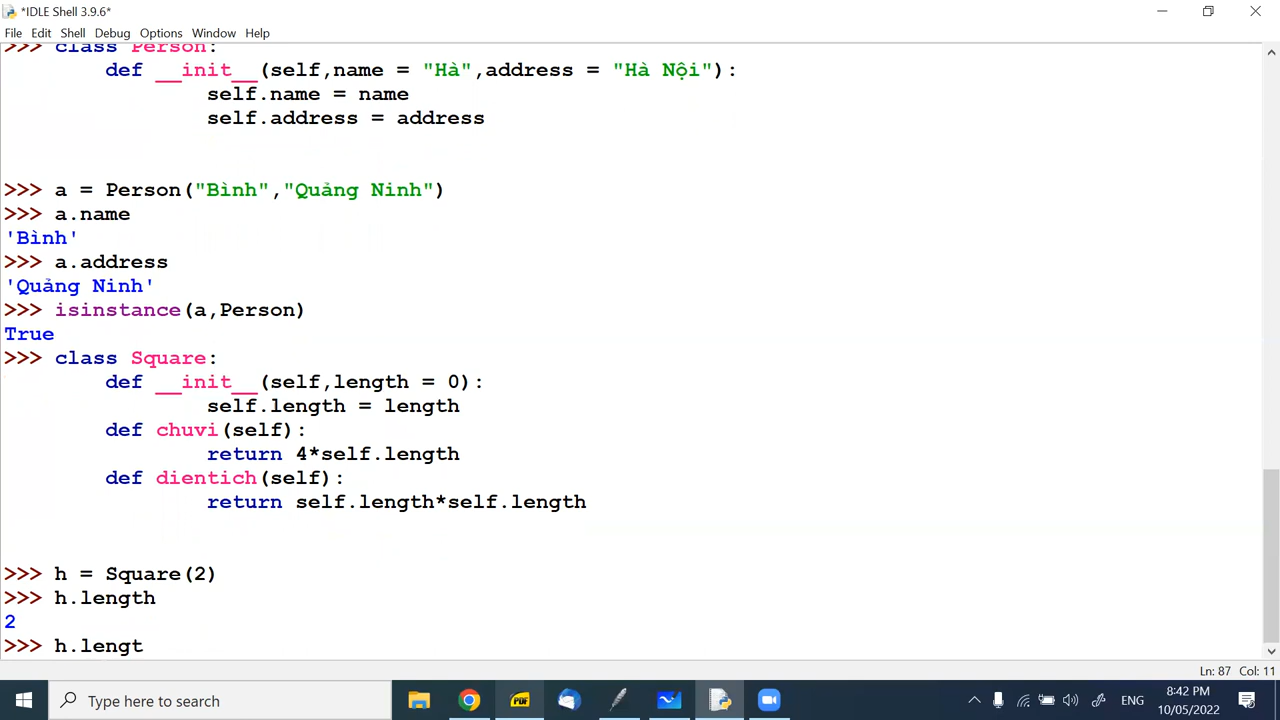 *IDLE Shell 3.9.6*
File Edit Shell Debug Options Window Help
>>> class Person:
def __init__(self,name = "Hà",address = "Hà Nội"):
self.name = name
self.address = address
>>> a = Person("Bình","Quảng Ninh")
>>> a.name
'Bình'
>>> a.address
'Quảng Ninh'
>>> isinstance(a,Person)
True
>>> class Square:
def __init__(self,length = 0):
self.length = length
def chuvi(self):
return 4*self.length
def dientich(self):
return self.length*self.length
>>> h = Square(2)
>>> h.length
2
>>> h.lengt
Ln: 87 Col: 11
Type here to search
PDF
ENG
8:42 PM
10/05/2022